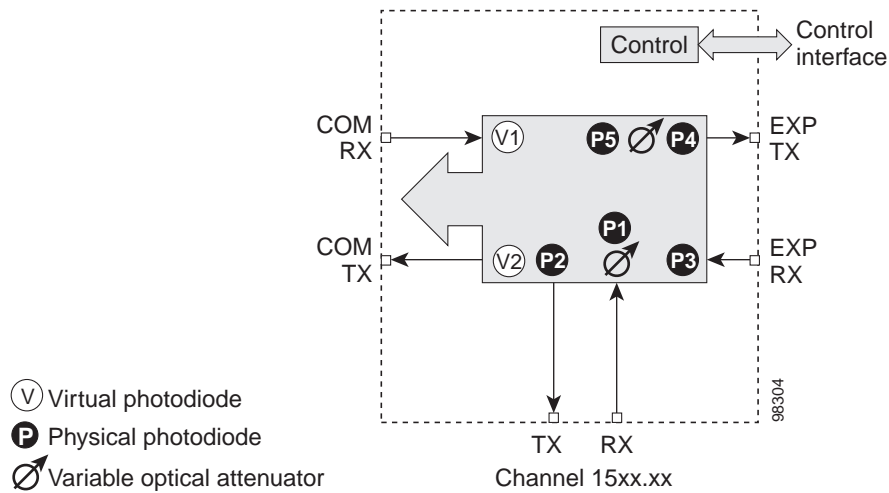 Control
Control
interface
COM
RX
V1
P5
P4
EXP
TX
P1
COM
TX
V2
P2
P3
EXP
RX
98304
V Virtual photodiode
P Physical photodiode
Variable optical attenuator
TX RX
Channel 15xx.xx